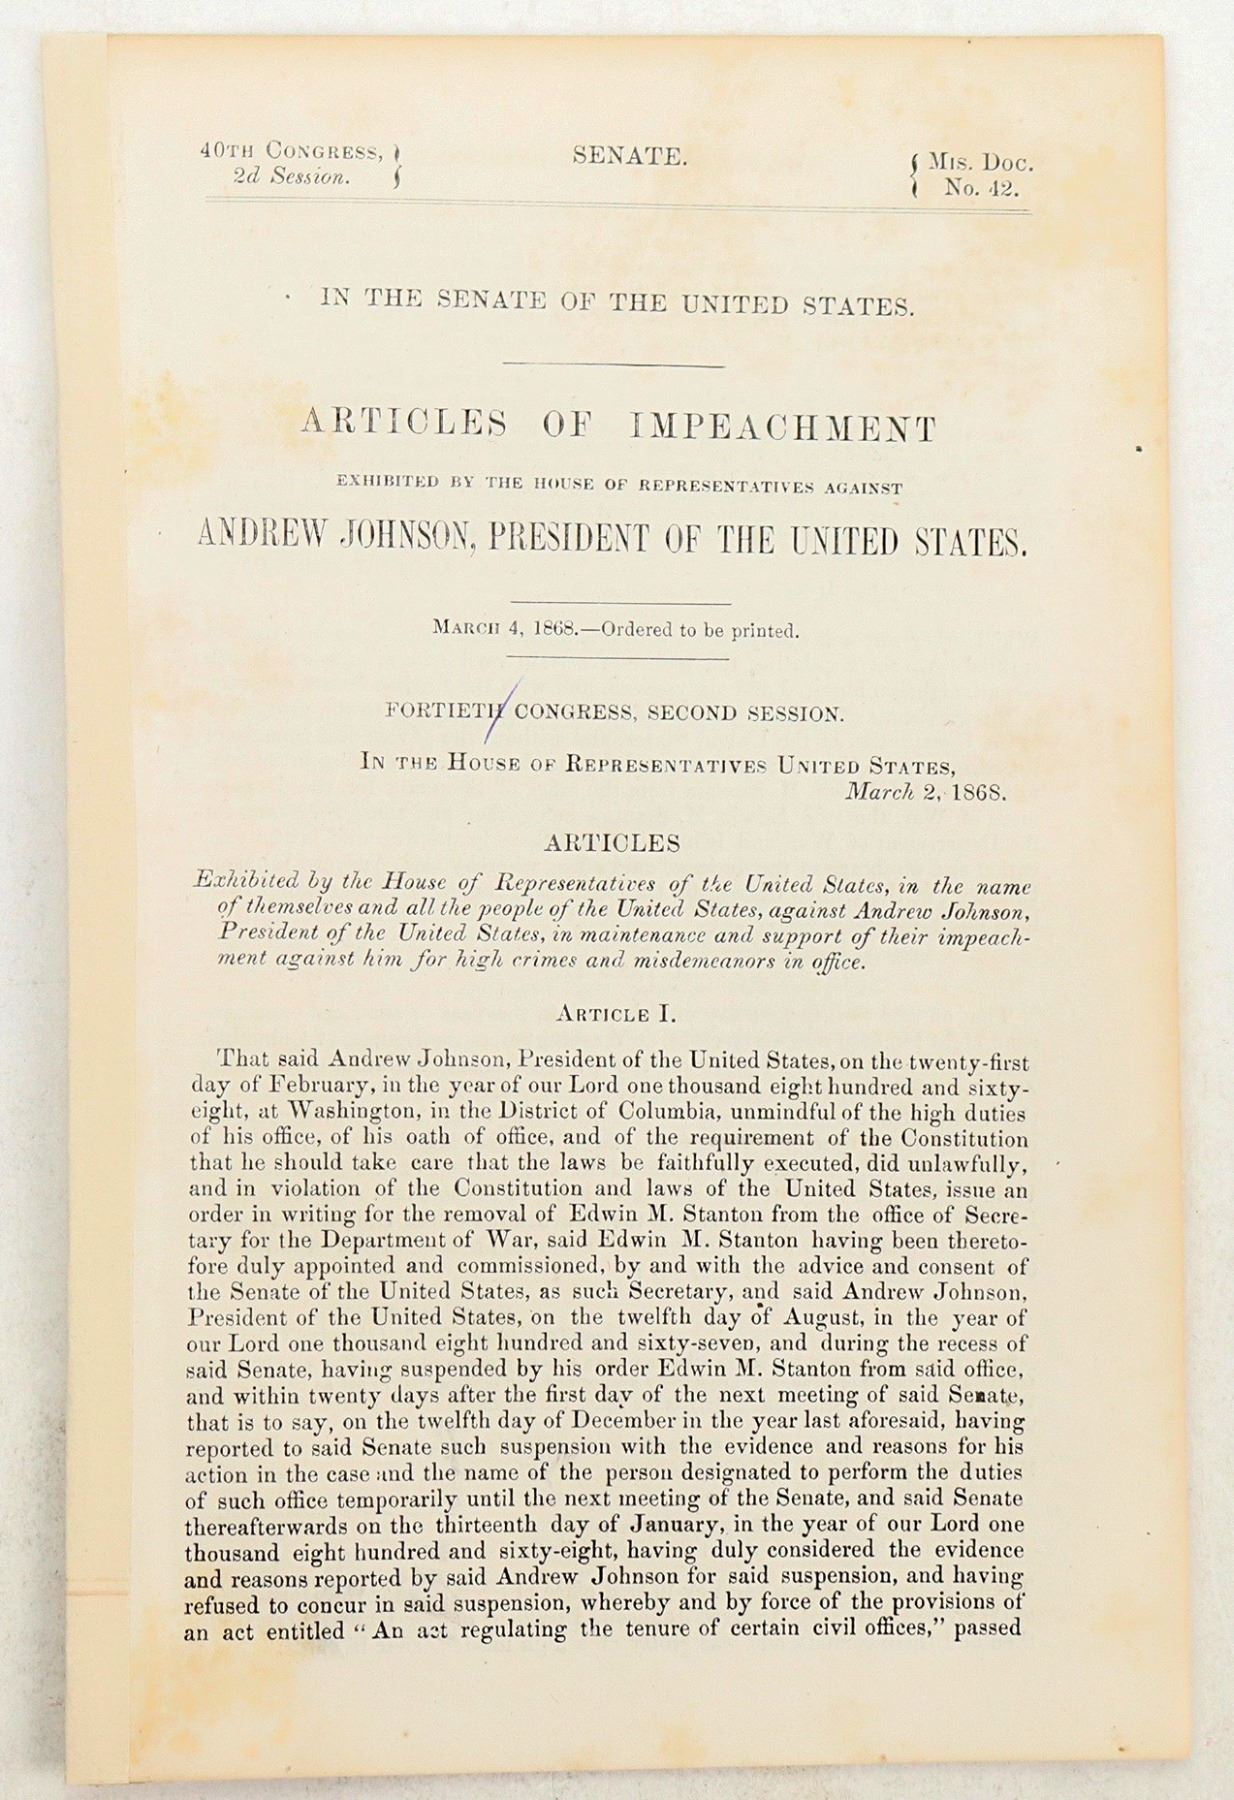 40TH CONGRESS,
2d Session.
SENATE.
MIS. DOC.
No. 42.
IN THE SENATE OF THE UNITED STATES.
ARTICLES OF IMPEACHMENT
EXHIBITED BY THE HOUSE OF REPRESENTATIVES AGAINST
ANDREW JOHNSON, PRESIDENT OF THE UNITED STATES.
MARCH 4, 1868.—Ordered to be printed.
FORTIETH CONGRESS, SECOND SESSION.
IN THE HOUSE OF REPRESENTATIVES UNITED STATES,
March 2, 1868.
ARTICLES
Exhibited by the House of Representatives of the United States, in the name
of themselves and all the people of the United States, against Andrew Johnson,
President of the United States, in maintenance and support of their impeach-
ment against him for high crimes and misdemeanors in office.
ARTICLE I.
That said Andrew Johnson, President of the United States, on the twenty-first
day of February, in the year of our Lord one thousand eight hundred and sixty-
eight, at Washington, in the District of Columbia, unmindful of the high duties
of his office, of his oath of office, and of the requirement of the Constitution
that he should take care that the laws be faithfully executed, did unlawfully,
and in violation of the Constitution and laws of the United States, issue an
order in writing for the removal of Edwin M. Stanton from the office of Secre-
tary for the Department of War, said Edwin M. Stanton having been thereto-
fore duly appointed and commissioned, by and with the advice and consent of
the Senate of the United States, as such Secretary, and said Andrew Johnson,
President of the United States, on the twelfth day of August, in the year of
our Lord one thousand eight hundred and sixty-seven, and during the recess of
said Senate, having suspended by his order Edwin M. Stanton from said office,
and within twenty days after the first day of the next meeting of said Senate,
that is to say, on the twelfth day of December in the year last aforesaid, having
reported to said Senate such suspension with the evidence and reasons for his
action in the case and the name of the person designated to perform the duties
of such office temporarily until the next meeting of the Senate, and said Senate
thereafterwards on the thirteenth day of January, in the year of our Lord one
thousand eight hundred and sixty-eight, having duly considered the evidence
and reasons reported by said Andrew Johnson for said suspension, and having
refused to concur in said suspension, whereby and by force of the provisions of
an act entitled "An act regulating the tenure of certain civil offices," passed